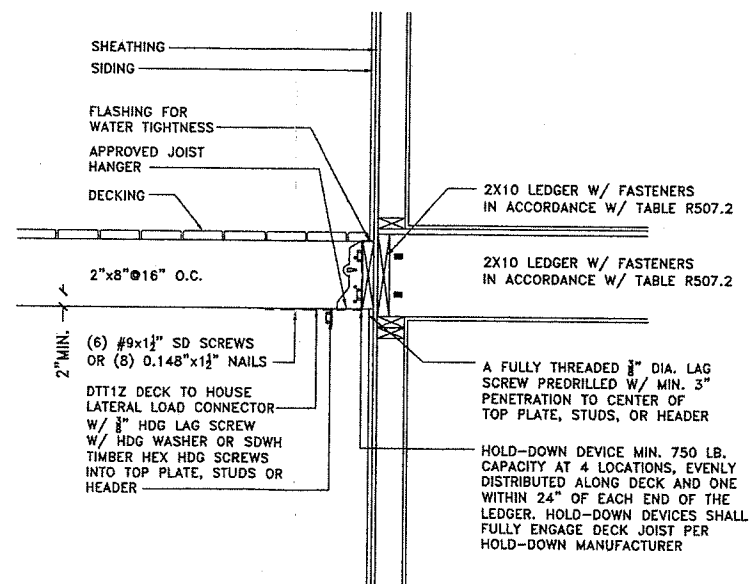 SHEATHING
SIDING
FLASHING FOR
WATER TIGHTNESS
APPROVED JOIST
HANGER
DECKING
2"x8"@16" O.C.
2"MIN.
(6) #9x1½" SD SCREWS
OR (8) 0.148"x1½" NAILS
DTT1Z DECK TO HOUSE
LATERAL LOAD CONNECTOR
W/ ⅜" HDG LAG SCREW
W/ HDG WASHER OR SDWH
TIMBER HEX HDG SCREWS
INTO TOP PLATE, STUDS OR
HEADER
2X10 LEDGER W/ FASTENERS
IN ACCORDANCE W/ TABLE R507.2
2X10 LEDGER W/ FASTENERS
IN ACCORDANCE W/ TABLE R507.2
A FULLY THREADED ⅜" DIA. LAG
SCREW PREDRILLED W/ MIN. 3"
PENETRATION TO CENTER OF
TOP PLATE, STUDS, OR HEADER
HOLD-DOWN DEVICE MIN. 750 LB.
CAPACITY AT 4 LOCATIONS, EVENLY
DISTRIBUTED ALONG DECK AND ONE
WITHIN 24" OF EACH END OF THE
LEDGER. HOLD-DOWN DEVICES SHALL
FULLY ENGAGE DECK JOIST PER
HOLD-DOWN MANUFACTURER